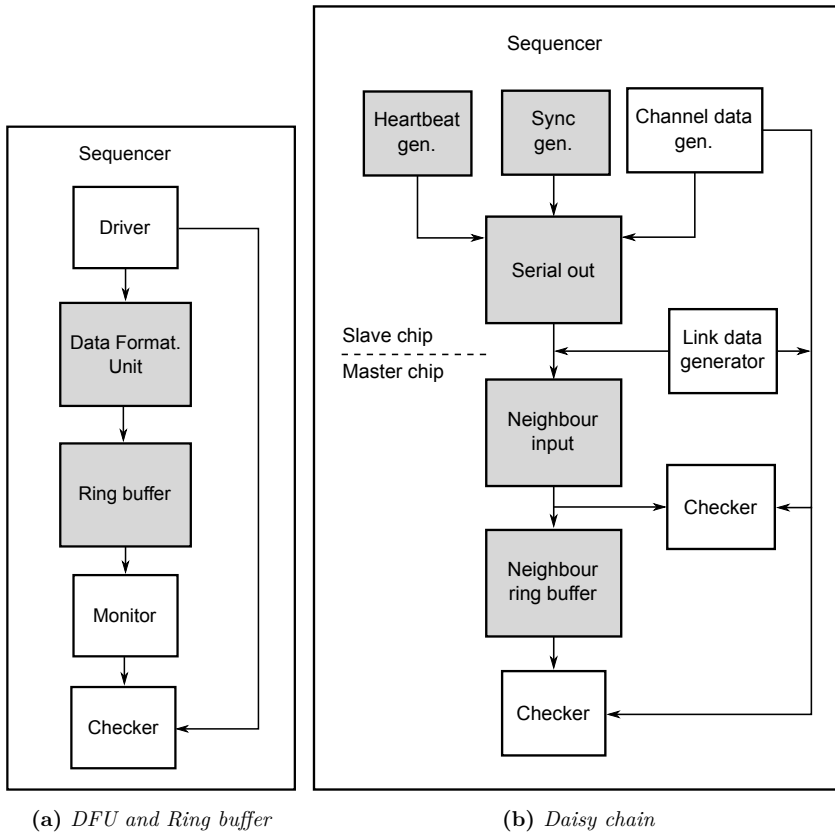 Sequencer
Driver
Data Format.
Unit
Ring buffer
Monitor
Checker
(a) DFU and Ring buffer
Sequencer
Heartbeat
gen.
Sync
gen.
Channel data
gen.
Serial out
Slave chip
Master chip
Link data
generator
Neighbour
input
Checker
Neighbour
ring buffer
Checker
(b) Daisy chain